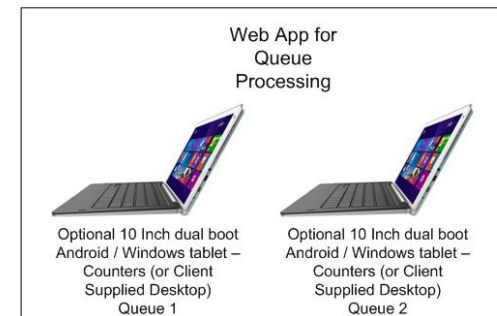 Web App for
Queue
Processing
Optional 10 Inch dual boot
Android / Windows tablet –
Counters (or Client
Supplied Desktop)
Queue 1
Optional 10 Inch dual boot
Android / Windows tablet –
Counters (or Client
Supplied Desktop)
Queue 2